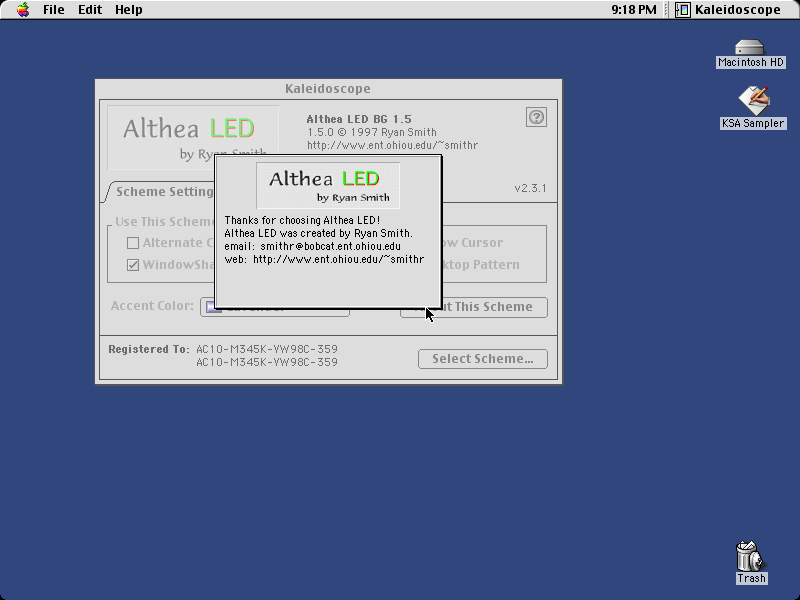 File Edit Help
9:18 PM
Kaleidoscope
Macintosh HD
KSA Sampler
Kaleidoscope
Althea LED
by Ryan Smith
Althea LED BG 1.5
1.5.0 © 1997 Ryan Smith
http://www.ent.ohiou.edu/~smithr
?
v2.3.1
Scheme Setting
Use This Scheme
Alternate C
WindowSha
ow Cursor
ktop Pattern
Accent Color:
t This Scheme
Althea LED
by Ryan Smith
Thanks for choosing Althea LED!
Althea LED was created by Ryan Smith.
email: smithr@bobcat.ent.ohiou.edu
web: http://www.ent.ohiou.edu/~smithr
Registered To: AC10-M345K-VW98C-359
AC10-M345K-VW98C-359
Select Scheme...
Trash